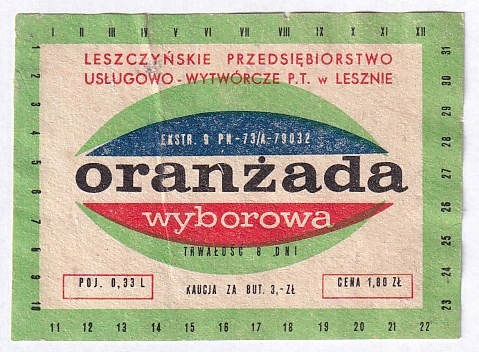 I II III IV V VI VII VIII IX X XI XII
LESZCZYŃSKIE PRZEDSIĘBIORSTWO
USŁUGOWO-WYTWÓRCZE P.T. w LESZNIE
EKSTR. 9 PN-73/A-79032
oranżada
wyborowa
TRWAŁOŚĆ 8 DNI
POJ. 0,33 L
KAUCJA ZA BUT. 3,-ZŁ
CENA 1,80 ZŁ
1 2 3 4 5 6 7 8 9 10
11 12 13 14 15 16 17 18 19 20 21 22
23 24 25 26 27 28 29 30 31